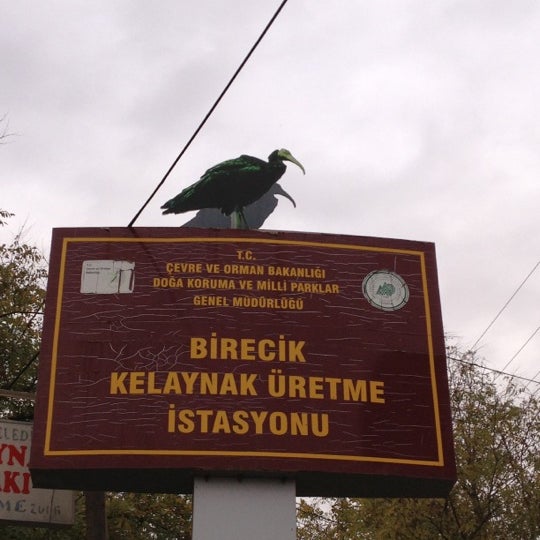 T.C.
ÇEVRE VE ORMAN BAKANLIĞI
DOĞA KORUMA VE MİLLİ PARKLAR
GENEL MÜDÜRLÜĞÜ
BİRECİK
KELAYNAK ÜRETME
İSTASYONU